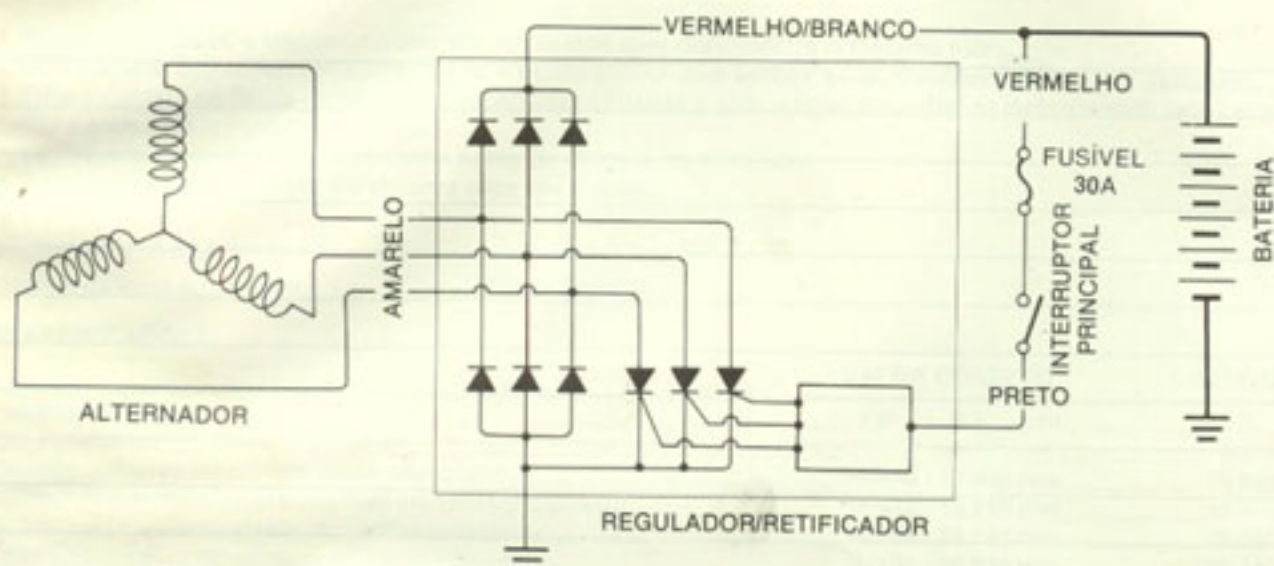 VERMELHO/BRANCO
VERMELHO
FUSÍVEL
30A
BATERIA
AMARELO
INTERRUPTOR
PRINCIPAL
PRETO
ALTERNADOR
REGULADOR/RETIFICADOR